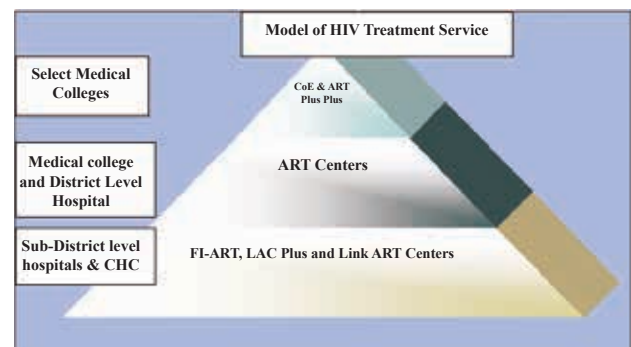 Model of HIV Treatment Service
Select Medical
Colleges
CoE & ART
Plus Plus
Medical college
and District Level
Hospital
ART Centers
Sub-District level
hospitals & CHC
FI-ART, LAC Plus and Link ART Centers